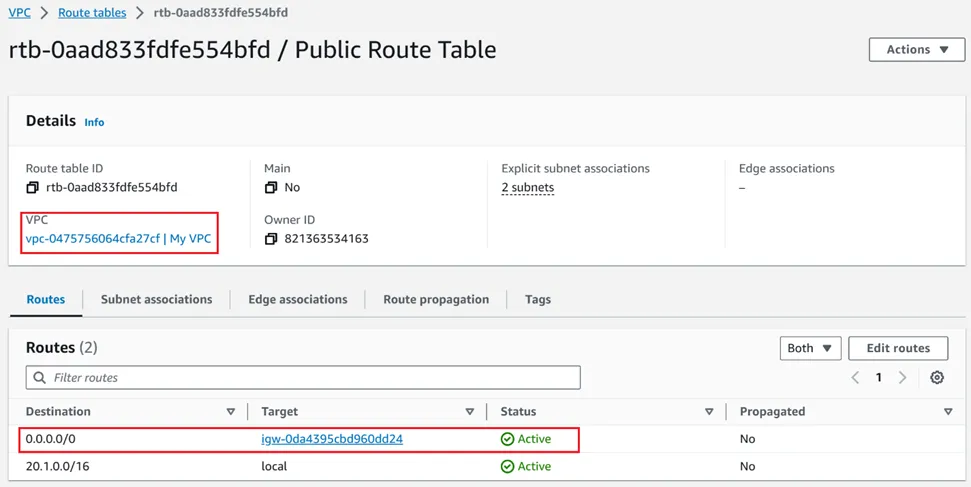 VPC > Route tables > rtb-0aad833fdfe554bfd
rtb-0aad833fdfe554bfd / Public Route Table
Actions
Details Info
Route table ID
rtb-0aad833fdfe554bfd
Main
No
Explicit subnet associations
2 subnets
Edge associations
–
VPC
vpc-0475756064cfa27cf | My VPC
Owner ID
821363534163
Routes
Subnet associations
Edge associations
Route propagation
Tags
Routes (2)
Both
Edit routes
Filter routes
1
Destination Target Status Propagated
0.0.0.0/0 igw-0da4395cbd960dd24 Active No
20.1.0.0/16 local Active No